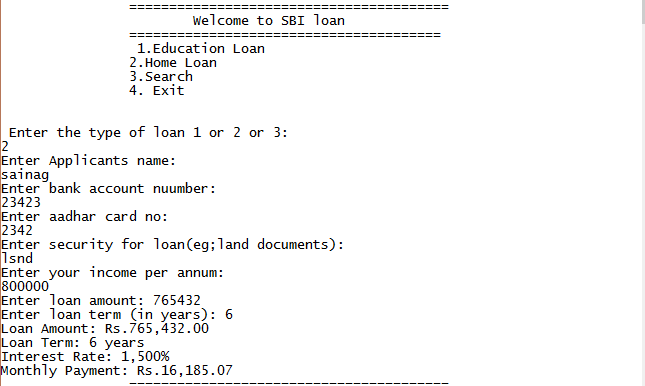 ========================================
Welcome to SBI loan
=======================================
1.Education Loan
2.Home Loan
3.Search
4. Exit
Enter the type of loan 1 or 2 or 3:
2
Enter Applicants name:
sainag
Enter bank account nuumber:
23423
Enter aadhar card no:
2342
Enter security for loan(eg;land documents):
lsnd
Enter your income per annum:
800000
Enter loan amount: 765432
Enter loan term (in years): 6
Loan Amount: Rs.765,432.00
Loan Term: 6 years
Interest Rate: 1,500%
Monthly Payment: Rs.16,185.07
========================================